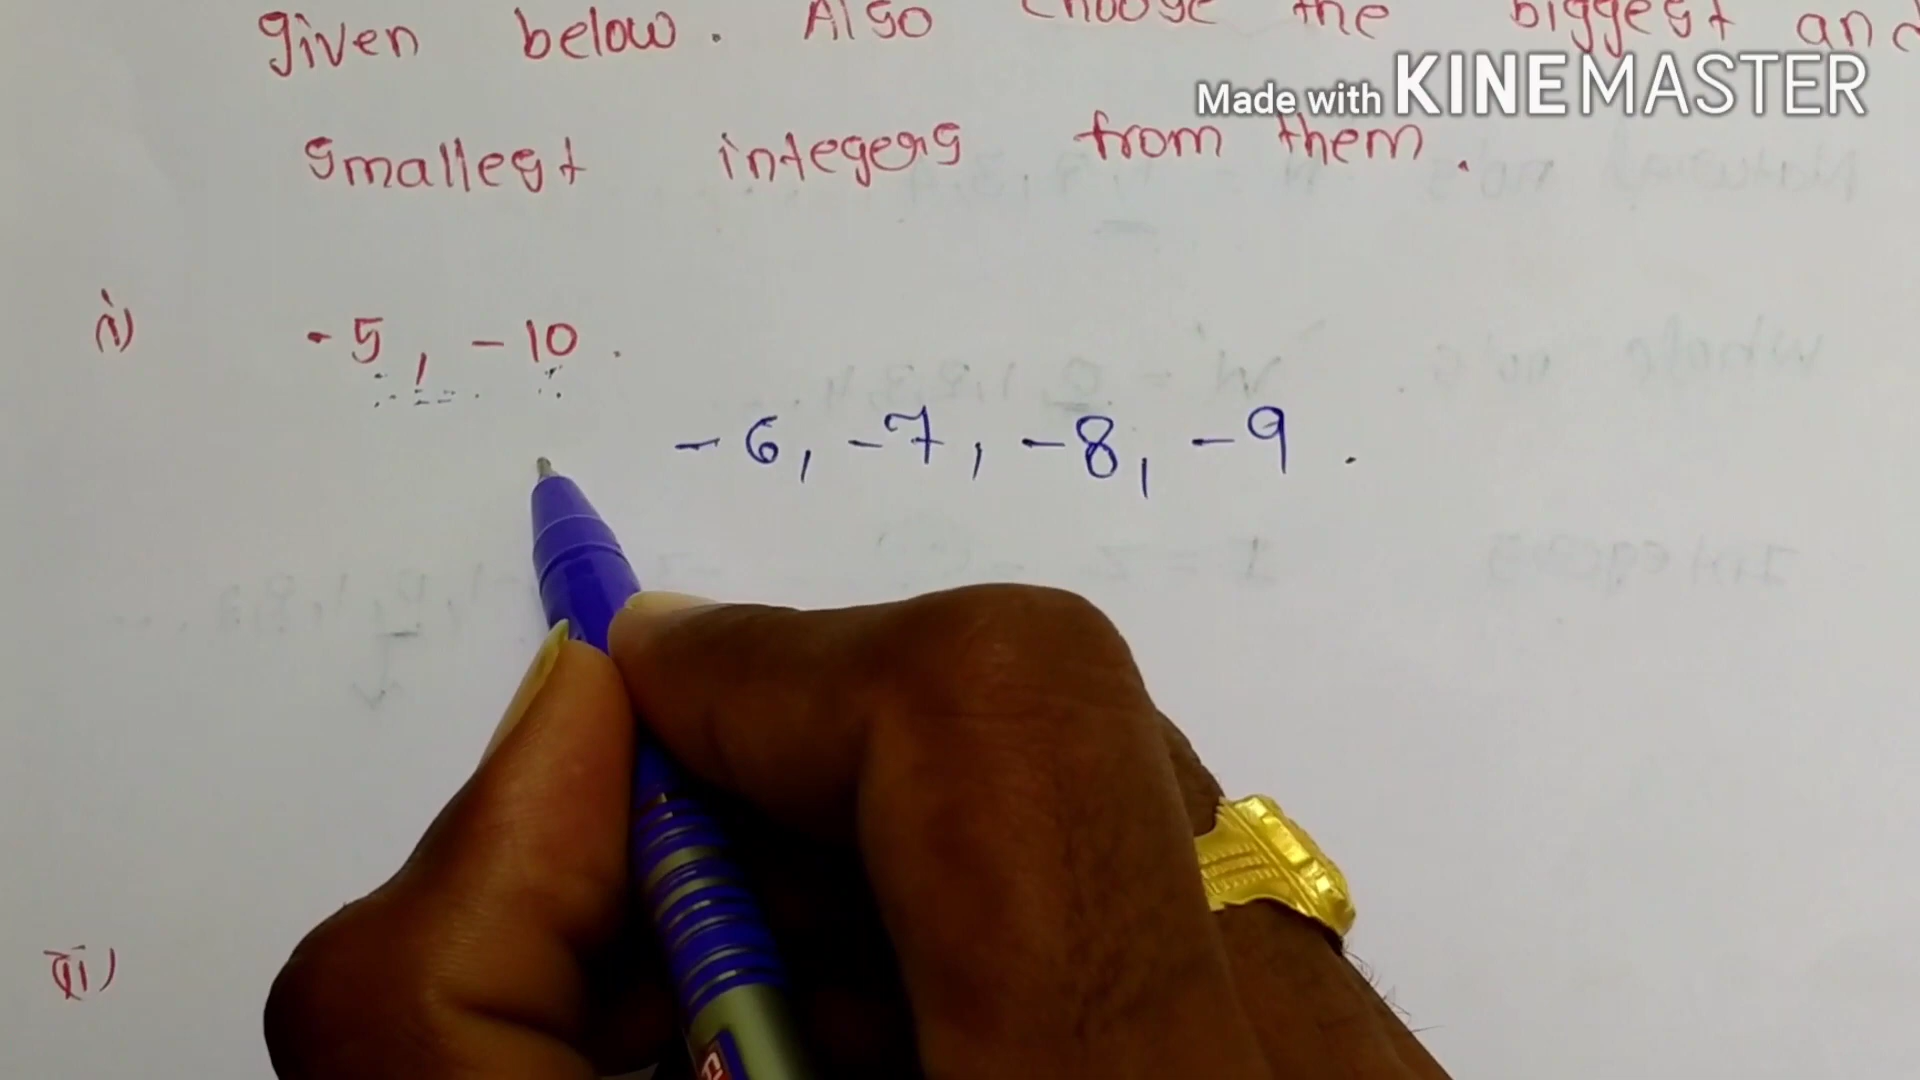 given below. Also choose the biggest and
Made with KINEMASTER
smallest integers from them.
i) -5, -10.
-6, -7, -8, -9.
ii)